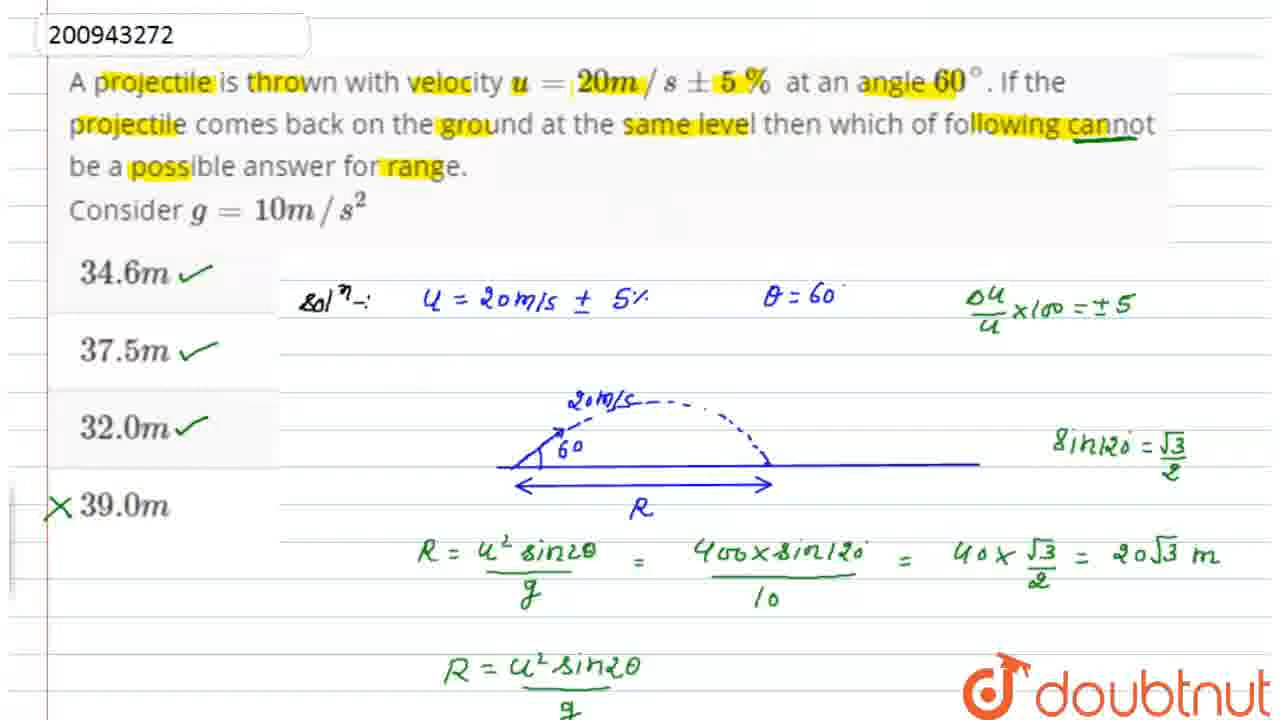 200943272
A projectile is thrown with velocity u = 20m/s ± 5% at an angle 60°. If the
projectile comes back on the ground at the same level then which of following cannot
be a possible answer for range.
Consider g = 10m/s²
34.6m ✓
37.5m ✓
32.0m ✓
× 39.0m
Solⁿ -: u = 20m/s ± 5% θ = 60° Δu/u × 100 = ± 5
20m/s
60
R
Sin120 = √3/2
R = u² sin2θ/g = 400 × sin120/10 = 40 × √3/2 = 20√3 m
R = u² sin2θ/g
doubtnut